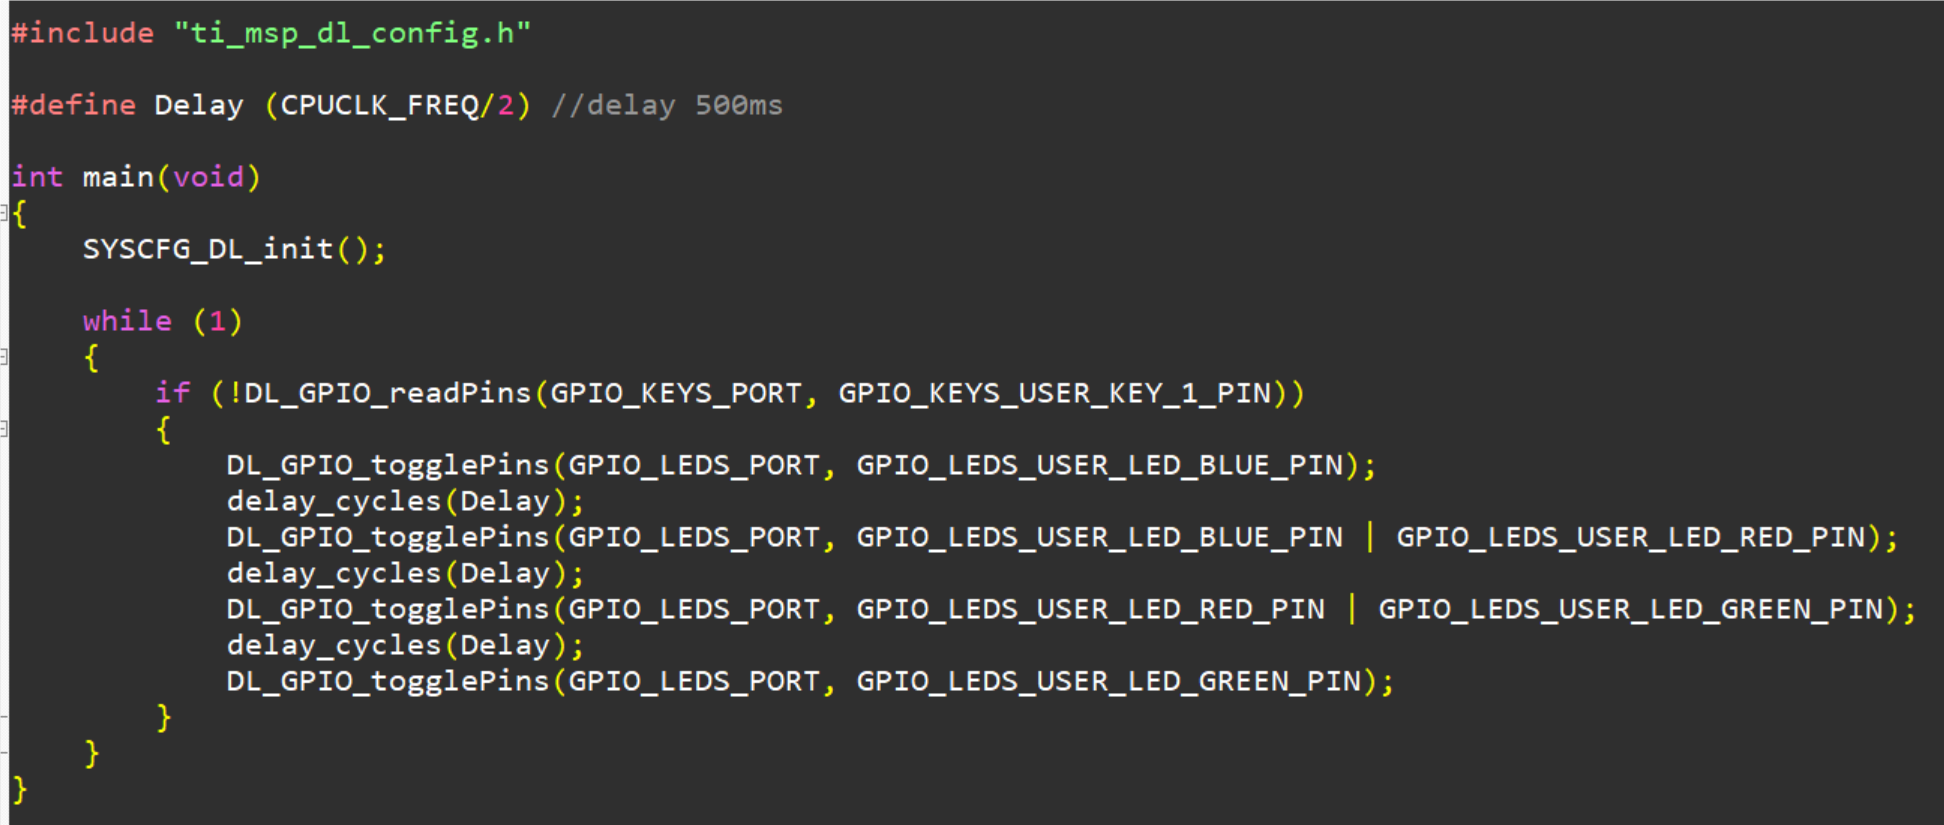 #include "ti_msp_dl_config.h"
#define Delay (CPUCLK_FREQ/2) //delay 500ms
int main(void)
{
    SYSCFG_DL_init();
    while (1)
    {
        if (!DL_GPIO_readPins(GPIO_KEYS_PORT, GPIO_KEYS_USER_KEY_1_PIN))
        {
            DL_GPIO_togglePins(GPIO_LEDS_PORT, GPIO_LEDS_USER_LED_BLUE_PIN);
            delay_cycles(Delay);
            DL_GPIO_togglePins(GPIO_LEDS_PORT, GPIO_LEDS_USER_LED_BLUE_PIN | GPIO_LEDS_USER_LED_RED_PIN);
            delay_cycles(Delay);
            DL_GPIO_togglePins(GPIO_LEDS_PORT, GPIO_LEDS_USER_LED_RED_PIN | GPIO_LEDS_USER_LED_GREEN_PIN);
            delay_cycles(Delay);
            DL_GPIO_togglePins(GPIO_LEDS_PORT, GPIO_LEDS_USER_LED_GREEN_PIN);
        }
    }
}